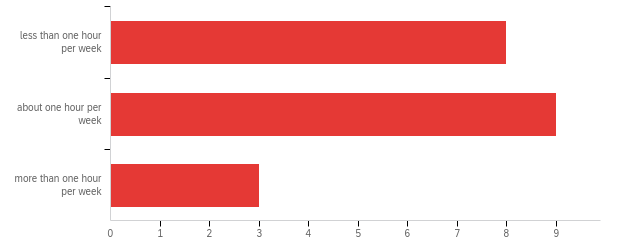 less than one hour
per week
about one hour per
week
more than one hour
per week
0 1 2 3 4 5 6 7 8 9